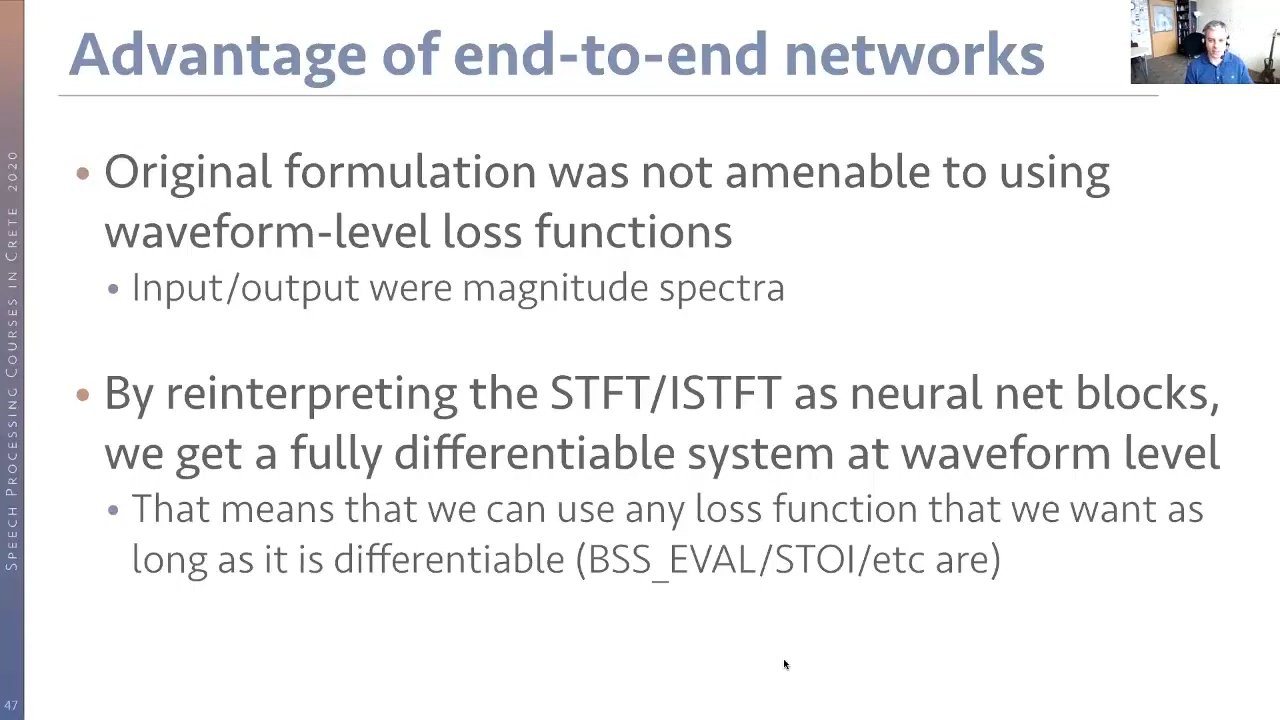 Advantage of end-to-end networks
• Original formulation was not amenable to using
waveform-level loss functions
• Input/output were magnitude spectra
• By reinterpreting the STFT/ISTFT as neural net blocks,
we get a fully differentiable system at waveform level
• That means that we can use any loss function that we want as
long as it is differentiable (BSS_EVAL/STOI/etc are)
Speech Processing Courses in Crete 2020
47